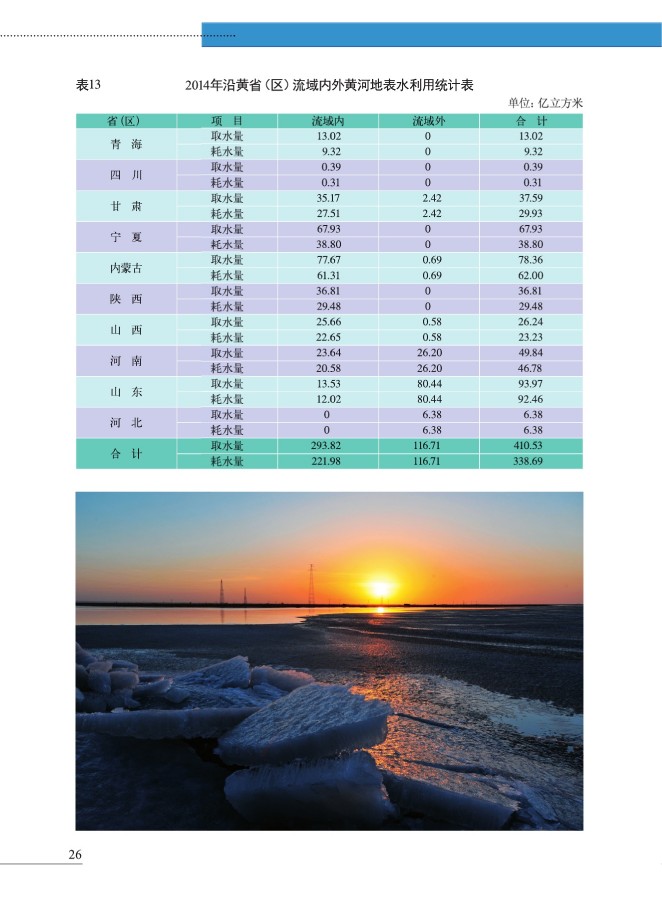 表13 2014年沿黄省（区）流域内外黄河地表水利用统计表
单位：亿立方米
省（区） 项 目 流域内 流域外 合 计
青 海 取水量 13.02 0 13.02
耗水量 9.32 0 9.32
四 川 取水量 0.39 0 0.39
耗水量 0.31 0 0.31
甘 肃 取水量 35.17 2.42 37.59
耗水量 27.51 2.42 29.93
宁 夏 取水量 67.93 0 67.93
耗水量 38.80 0 38.80
内蒙古 取水量 77.67 0.69 78.36
耗水量 61.31 0.69 62.00
陕 西 取水量 36.81 0 36.81
耗水量 29.48 0 29.48
山 西 取水量 25.66 0.58 26.24
耗水量 22.65 0.58 23.23
河 南 取水量 23.64 26.20 49.84
耗水量 20.58 26.20 46.78
山 东 取水量 13.53 80.44 93.97
耗水量 12.02 80.44 92.46
河 北 取水量 0 6.38 6.38
耗水量 0 6.38 6.38
合 计 取水量 293.82 116.71 410.53
耗水量 221.98 116.71 338.69
26